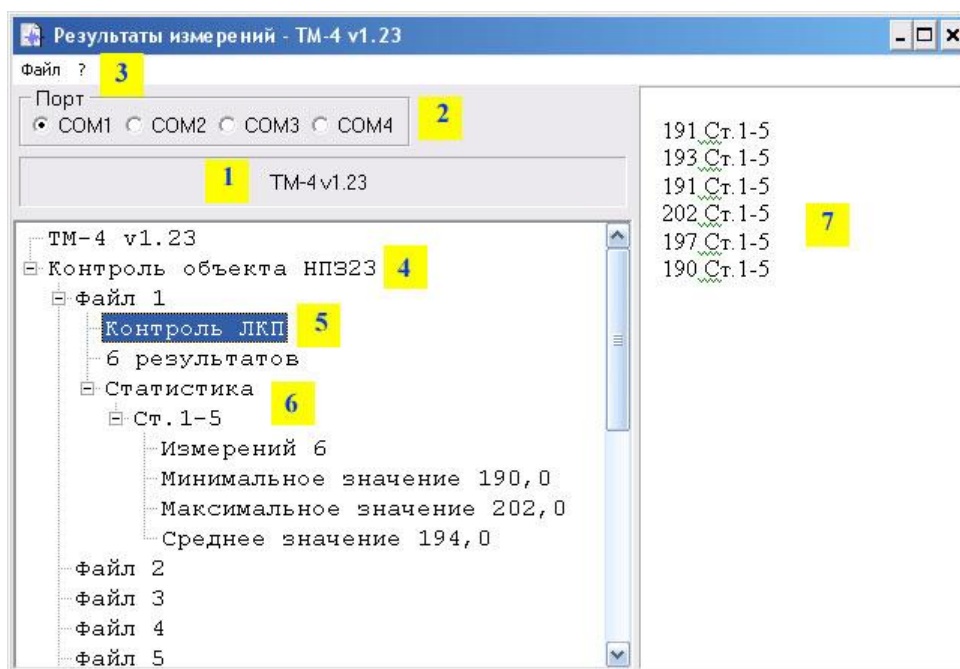 Результаты измерений - ТМ-4 v1.23
Файл ?
3
Порт
COM1 COM2 COM3 COM4
2
1
ТМ-4 v1.23
ТМ-4 v1.23
Контроль объекта НПЗ23
4
Файл 1
Контроль ЛКП
5
6 результатов
Статистика
6
Ст.1-5
Измерений 6
Минимальное значение 190,0
Максимальное значение 202,0
Среднее значение 194,0
Файл 2
Файл 3
Файл 4
Файл 5
191 Ст.1-5
193 Ст.1-5
191 Ст.1-5
202 Ст.1-5
197 Ст.1-5
190 Ст.1-5
7